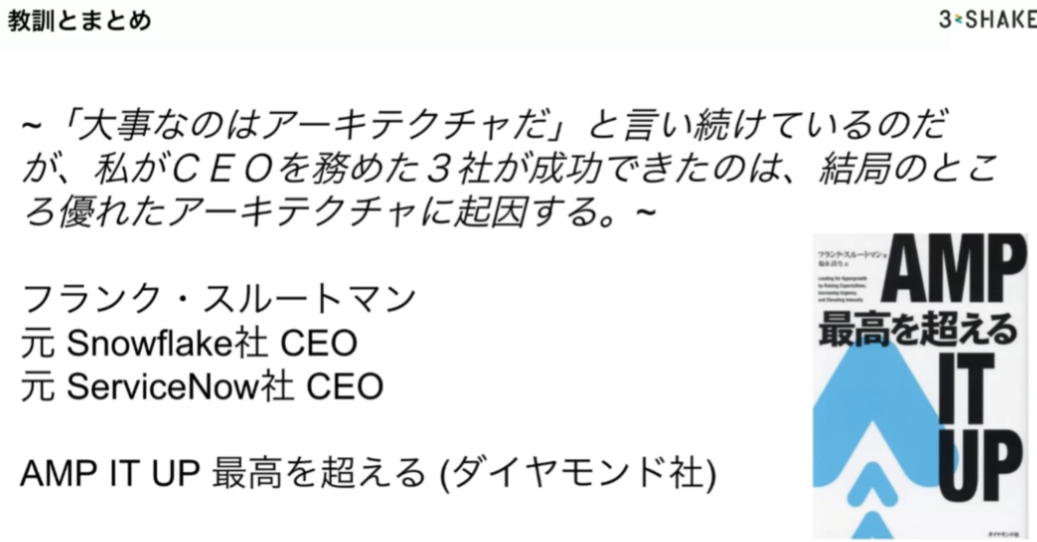 教訓とまとめ
3-SHAKE
~「大事なのはアーキテクチャだ」と言い続けているのだ
が、私がＣＥＯを務めた３社が成功できたのは、結局のとこ
ろ優れたアーキテクチャに起因する。~
フランク・スルートマン
元 Snowflake社 CEO
元 ServiceNow社 CEO
AMP IT UP 最高を超える (ダイヤモンド社)
フランク・スルートマン 著
AMP
Leading for Hypergrowth
by Raising Expectations,
Increasing Urgency,
and Elevating Intensity
最高を超える
IT
UP
ダイヤモンド社